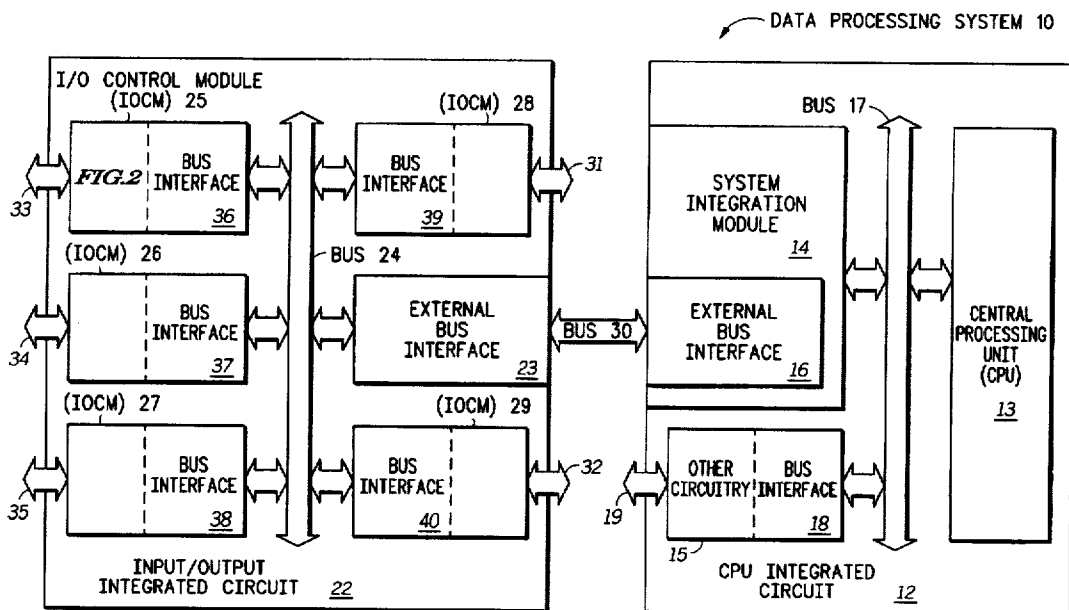 DATA PROCESSING SYSTEM 10
I/O CONTROL MODULE
(IOCM) 25
FIG.2
BUS
INTERFACE
36
33
(IOCM) 28
BUS
INTERFACE
39
31
BUS 24
(IOCM) 26
BUS
INTERFACE
37
34
EXTERNAL
BUS
INTERFACE
23
BUS 30
(IOCM) 27
BUS
INTERFACE
38
35
(IOCM) 29
BUS
INTERFACE
40
32
INPUT/OUTPUT
INTEGRATED CIRCUIT 22
BUS 17
SYSTEM
INTEGRATION
MODULE
14
EXTERNAL
BUS
INTERFACE
16
CENTRAL
PROCESSING
UNIT
(CPU)
13
OTHER
CIRCUITRY
15
BUS
INTERFACE
18
19
CPU INTEGRATED
CIRCUIT
12